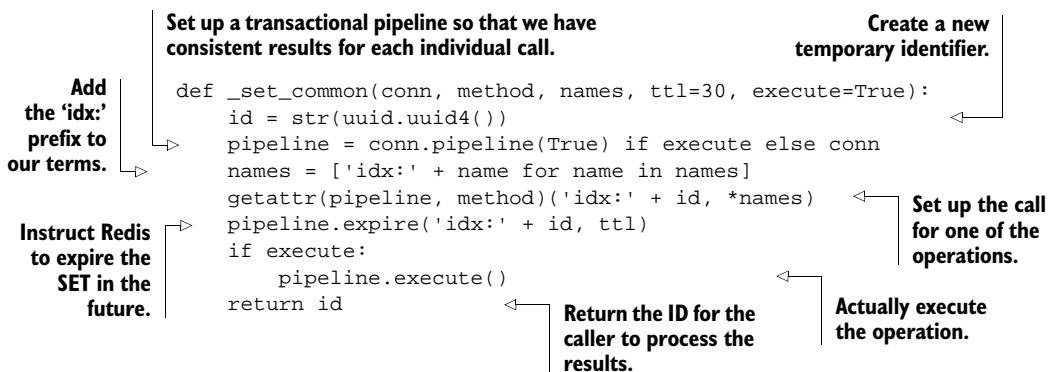 Set up a transactional pipeline so that we have
consistent results for each individual call.
Create a new
temporary identifier.
Add
the ‘idx:’
prefix to
our terms.
def _set_common(conn, method, names, ttl=30, execute=True):
    id = str(uuid.uuid4())
    pipeline = conn.pipeline(True) if execute else conn
    names = ['idx:' + name for name in names]
    getattr(pipeline, method)('idx:' + id, *names)
    pipeline.expire('idx:' + id, ttl)
    if execute:
        pipeline.execute()
    return id
Set up the call
for one of the
operations.
Instruct Redis
to expire the
SET in the
future.
Actually execute
the operation.
Return the ID for the
caller to process the
results.